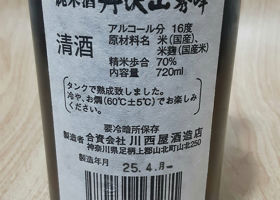 純米酒 丹沢山 秀峰
清酒
アルコール分 16度
原材料名 米(国産)、
米麹(国産米)
精米歩合 70%
内容量 720ml
タンクで熟成致しました。
冷や、お燗(60℃±5℃)でお楽しみ
ください。
要冷暗所保存
製造者 合資会社 川西屋酒造店
神奈川県足柄上郡山北町山北250
製造年月 25.4.月